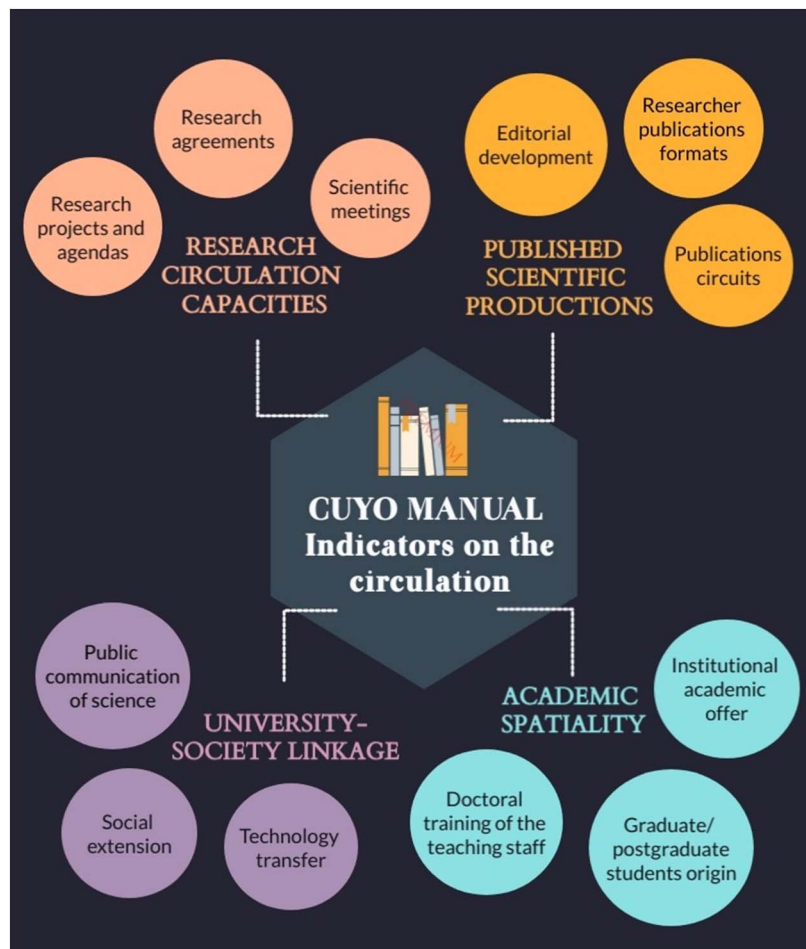 Research
agreements
Research
projects and
agendas
Scientific
meetings
RESEARCH
CIRCULATION
CAPACITIES
Editorial
development
Researcher
publications
formats
Publications
circuits
PUBLISHED
SCIENTIFIC
PRODUCTIONS
CUYO MANUAL
Indicators on the
circulation
Public
communication
of science
Social
extension
Technology
transfer
UNIVERSITY–
SOCIETY LINKAGE
ACADEMIC
SPATIALITY
Institutional
academic
offer
Doctoral
training of the
teaching staff
Graduate/
postgraduate
students origin